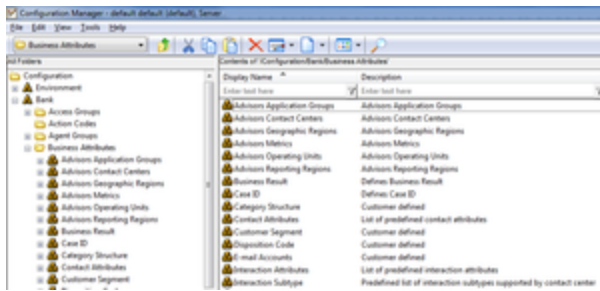 Configuration Manager - default default (default), Server
File Edit View Tools Help
Business Attributes
All Folders
Contents of '/Configuration/Bank/Business Attributes'
Configuration
Environment
Bank
Access Groups
Action Codes
Agent Groups
Business Attributes
Advisors Application Groups
Advisors Contact Centers
Advisors Geographic Regions
Advisors Metrics
Advisors Operating Units
Advisors Reporting Regions
Business Result
Case ID
Category Structure
Contact Attributes
Customer Segment
Display Name Description
Enter text here Enter text here
Advisors Application Groups Advisors Application Groups
Advisors Contact Centers Advisors Contact Centers
Advisors Geographic Regions Advisors Geographic Regions
Advisors Metrics Advisors Metrics
Advisors Operating Units Advisors Operating Units
Advisors Reporting Regions Advisors Reporting Regions
Business Result Defines Business Result
Case ID Defines Case ID
Category Structure Customer defined
Contact Attributes List of predefined contact attributes
Customer Segment Customer defined
Disposition Code Customer defined
E-mail Accounts Customer defined
Interaction Attributes List of predefined interaction attributes
Interaction Subtype Predefined list of interaction subtypes supported by contact center